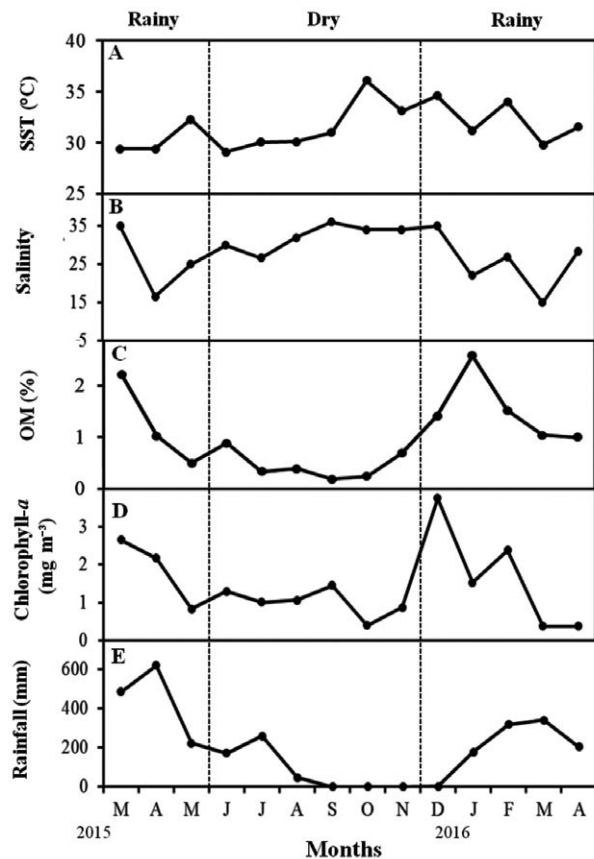 Rainy Dry Rainy
A
SST (ºC)
40
35
30
25
B
Salinity
35
25
15
5
C
OM (%)
2
1
0
D
Chlorophyll-a
(mg m⁻³)
3
2
1
0
E
Rainfall (mm)
600
400
200
0
M A M J J A S O N D J F M A
2015 2016
Months